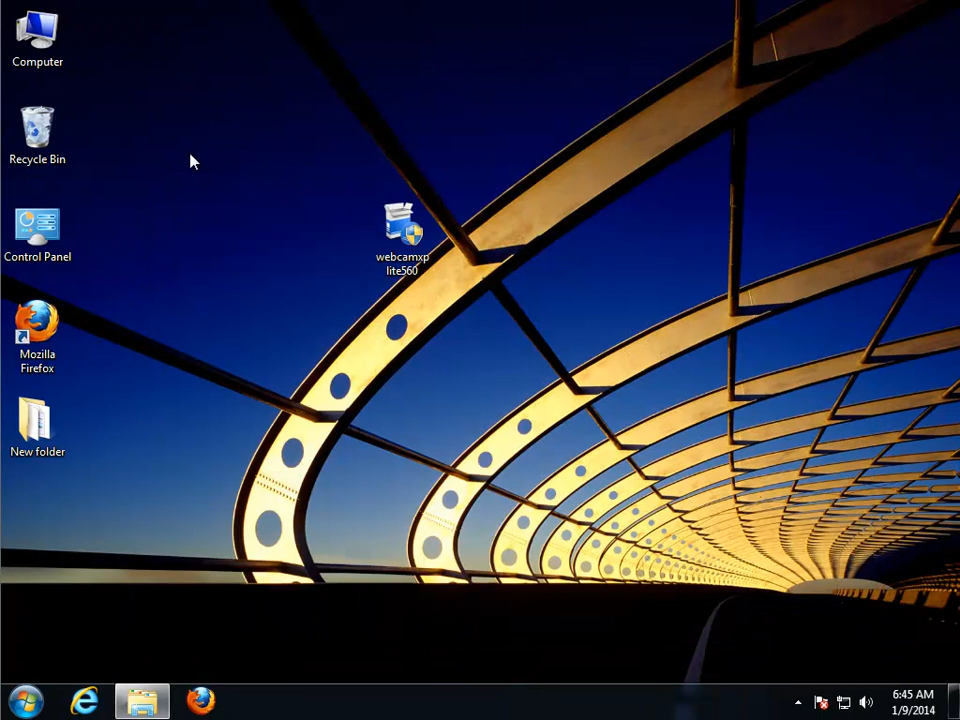 Computer
Recycle Bin
Control Panel
Mozilla
Firefox
New folder
webcamxp
lite560
6:45 AM
1/9/2014